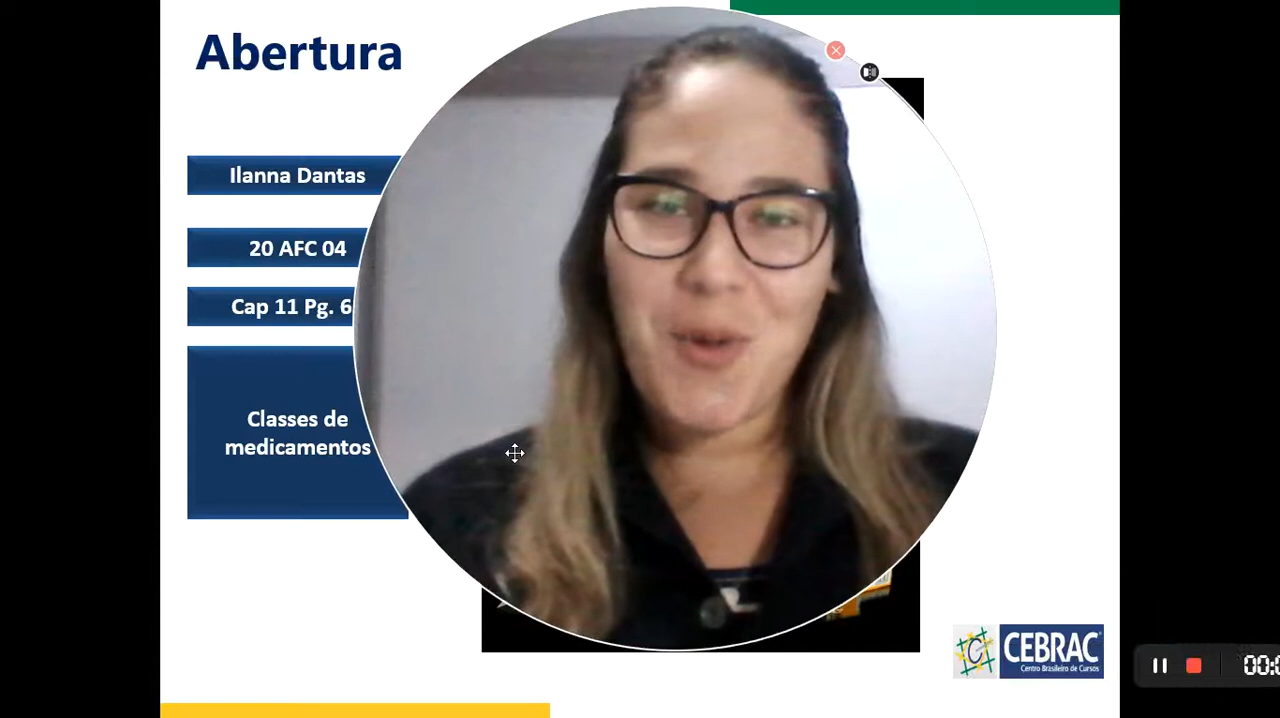 Abertura
Ilanna Dantas
20 AFC 04
Cap 11 Pg. 6
Classes de
medicamentos
CEBRAC
Centro Brasileiro de Cursos